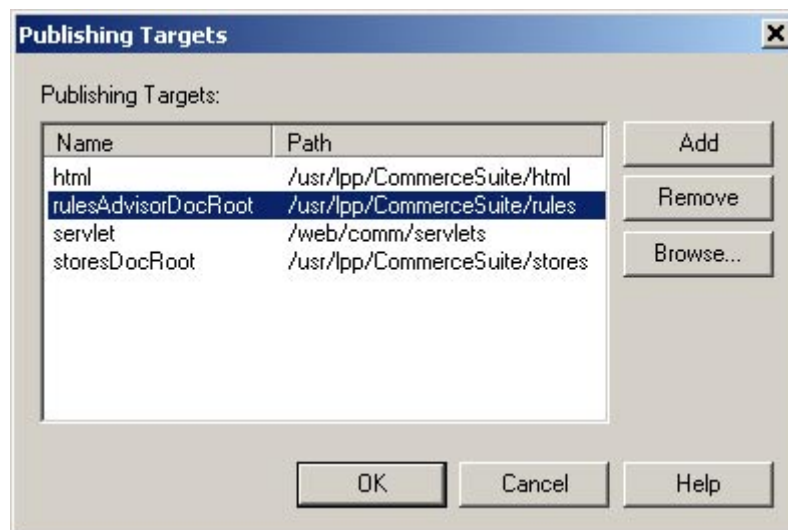 Publishing Targets
Publishing Targets:
Name Path Add
html /usr/lpp/CommerceSuite/html
rulesAdvisorDocRoot /usr/lpp/CommerceSuite/rules Remove
servlet /web/comm/servlets
storesDocRoot /usr/lpp/CommerceSuite/stores Browse...
OK Cancel Help